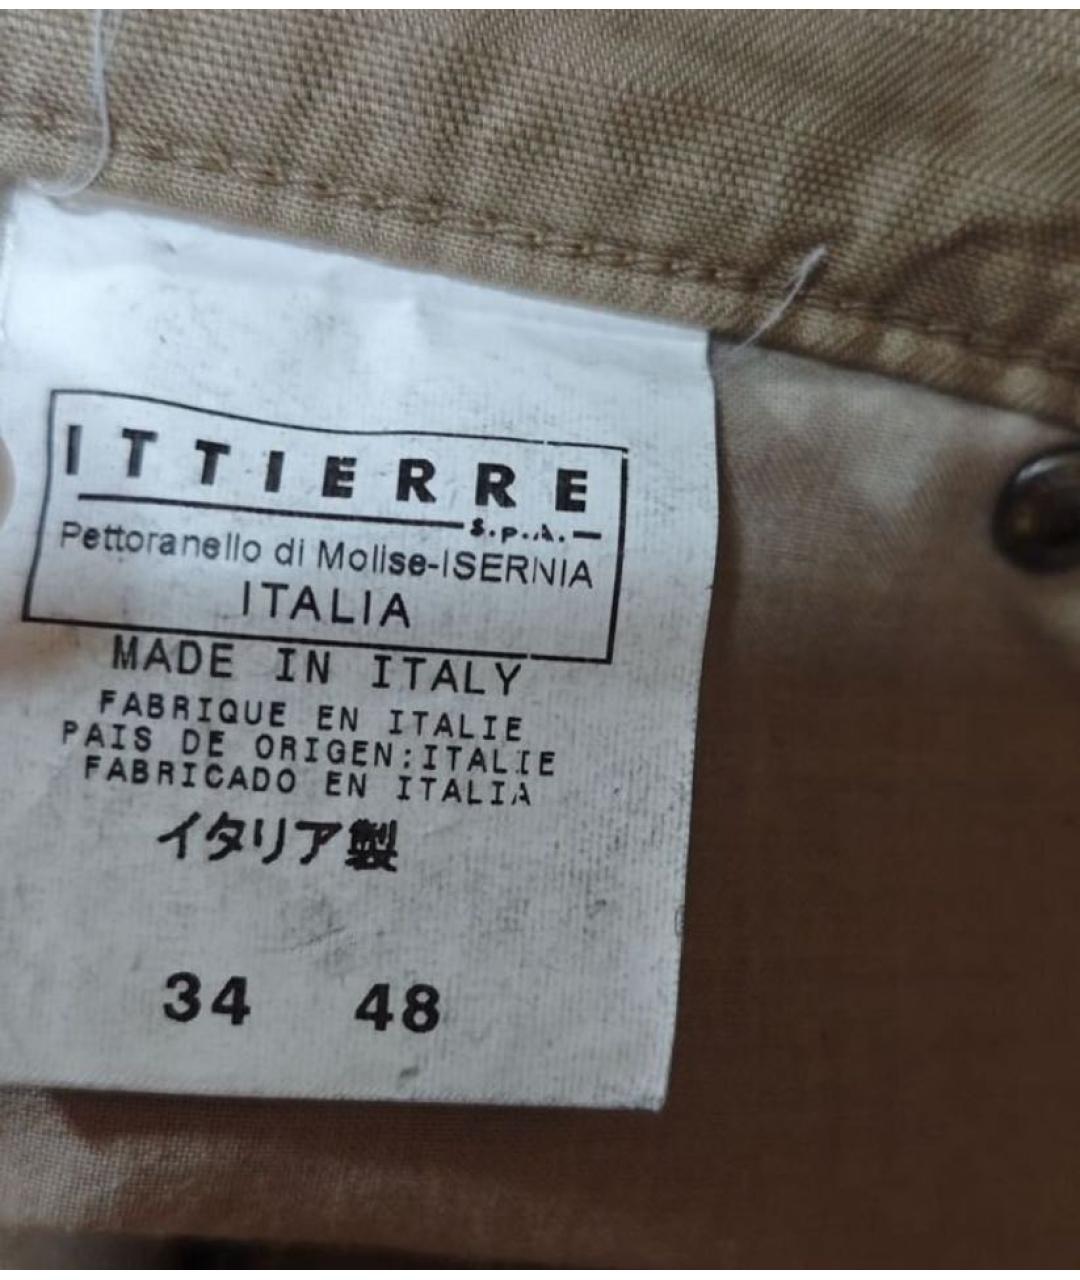 ITTIERRE
S.p.A.
Pettoranello di Molise-ISERNIA
ITALIA
MADE IN ITALY
FABRIQUE EN ITALIE
PAIS DE ORIGEN:ITALIE
FABRICADO EN ITALIA
イタリア製
34 48